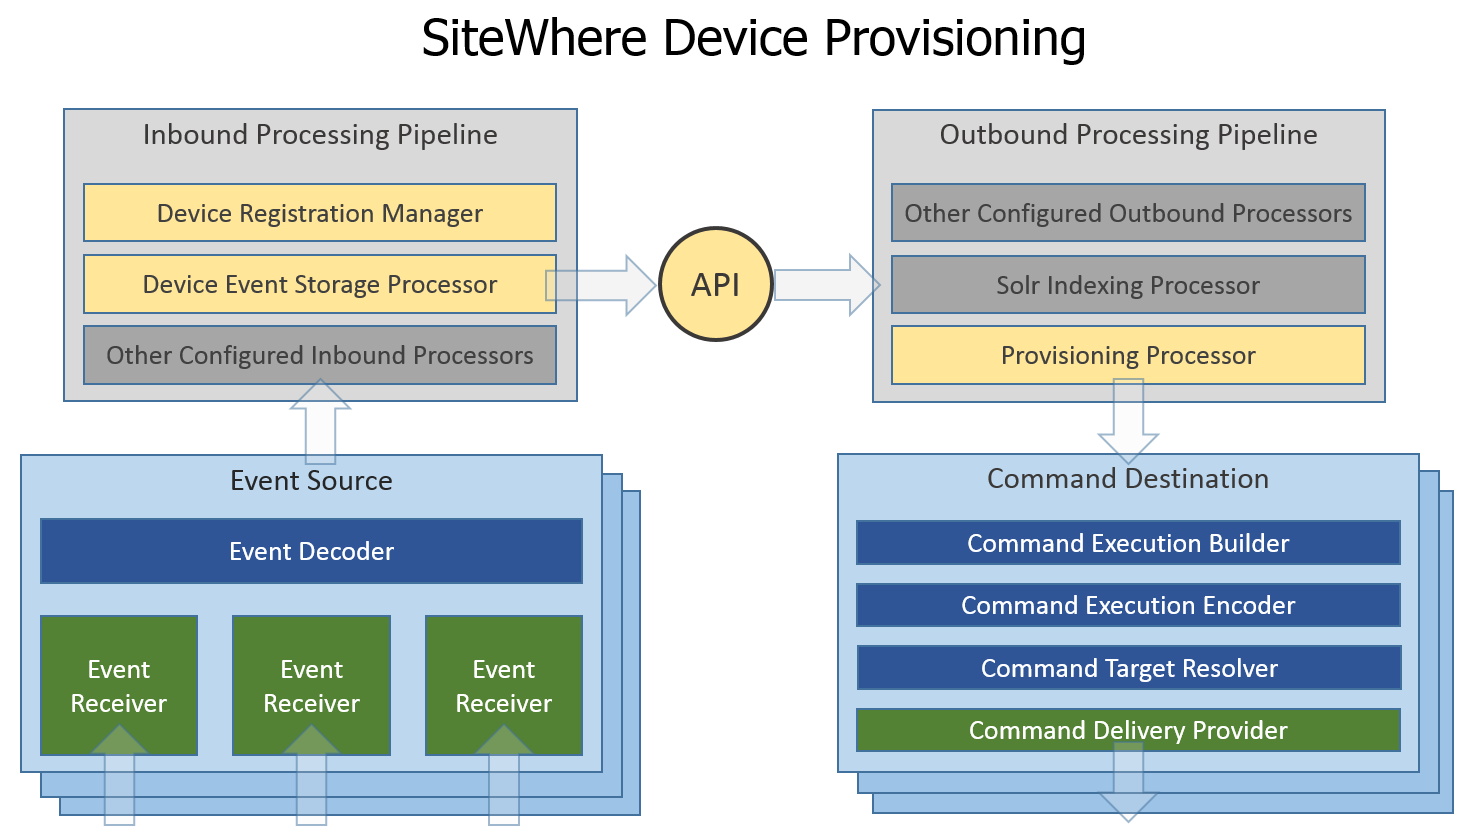 SiteWhere Device Provisioning
Inbound Processing Pipeline
Device Registration Manager
Device Event Storage Processor
Other Configured Inbound Processors
API
Outbound Processing Pipeline
Other Configured Outbound Processors
Solr Indexing Processor
Provisioning Processor
Event Source
Event Decoder
Event
Receiver
Event
Receiver
Event
Receiver
Command Destination
Command Execution Builder
Command Execution Encoder
Command Target Resolver
Command Delivery Provider